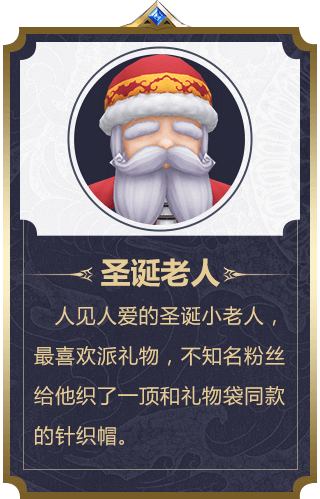 圣诞老人
人见人爱的圣诞小老人，
最喜欢派礼物，不知名粉丝
给他织了一顶和礼物袋同款
的针织帽。